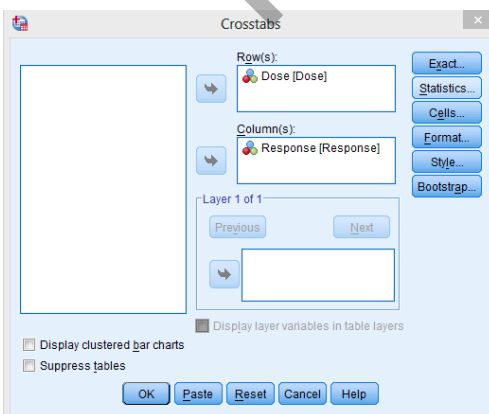 Crosstabs
Row(s):
Dose [Dose]
Column(s):
Response [Response]
Layer 1 of 1
Previous
Next
Display layer variables in table layers
Exact...
Statistics...
Cells...
Format...
Style...
Bootstrap...
Display clustered bar charts
Suppress tables
OK
Paste
Reset
Cancel
Help